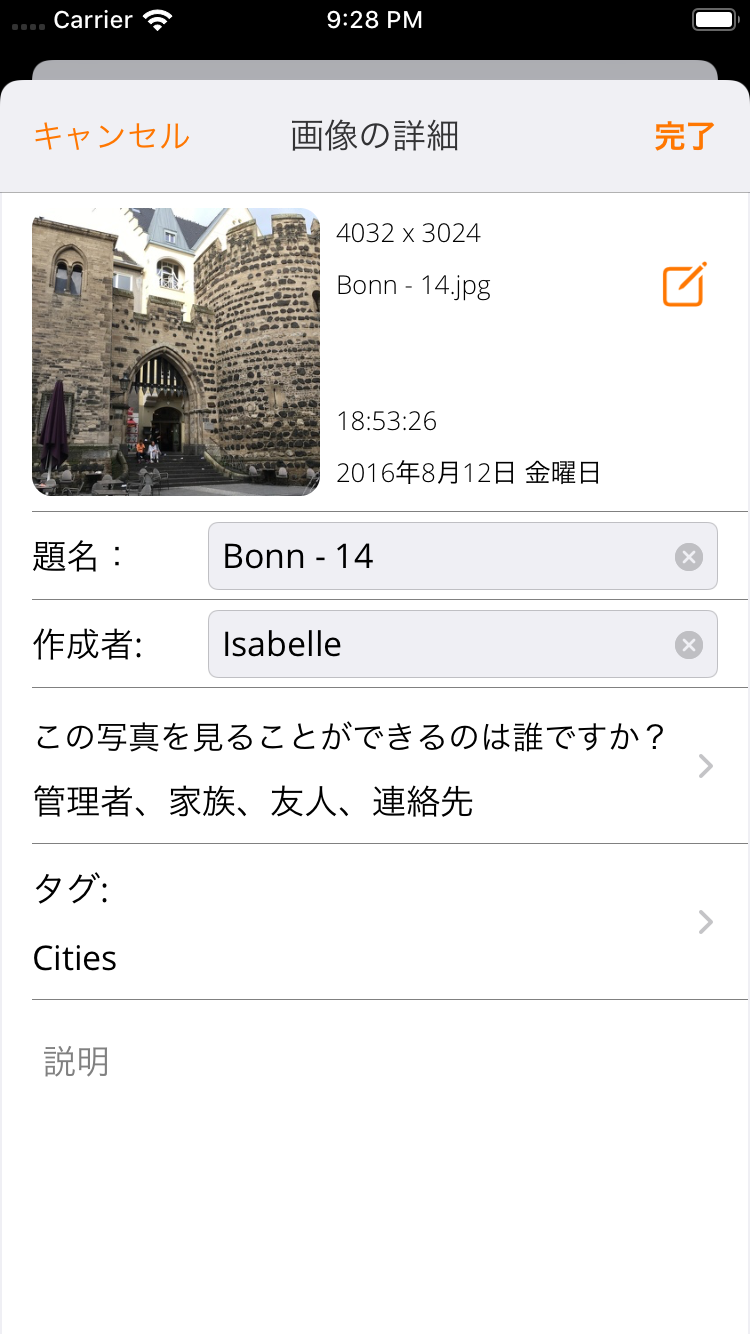 Carrier 9:28 PM
キャンセル 画像の詳細 完了
4032 x 3024
Bonn - 14.jpg
18:53:26
2016年8月12日 金曜日
題名： Bonn - 14
作成者: Isabelle
この写真を見ることができるのは誰ですか？
管理者、家族、友人、連絡先
タグ:
Cities
説明